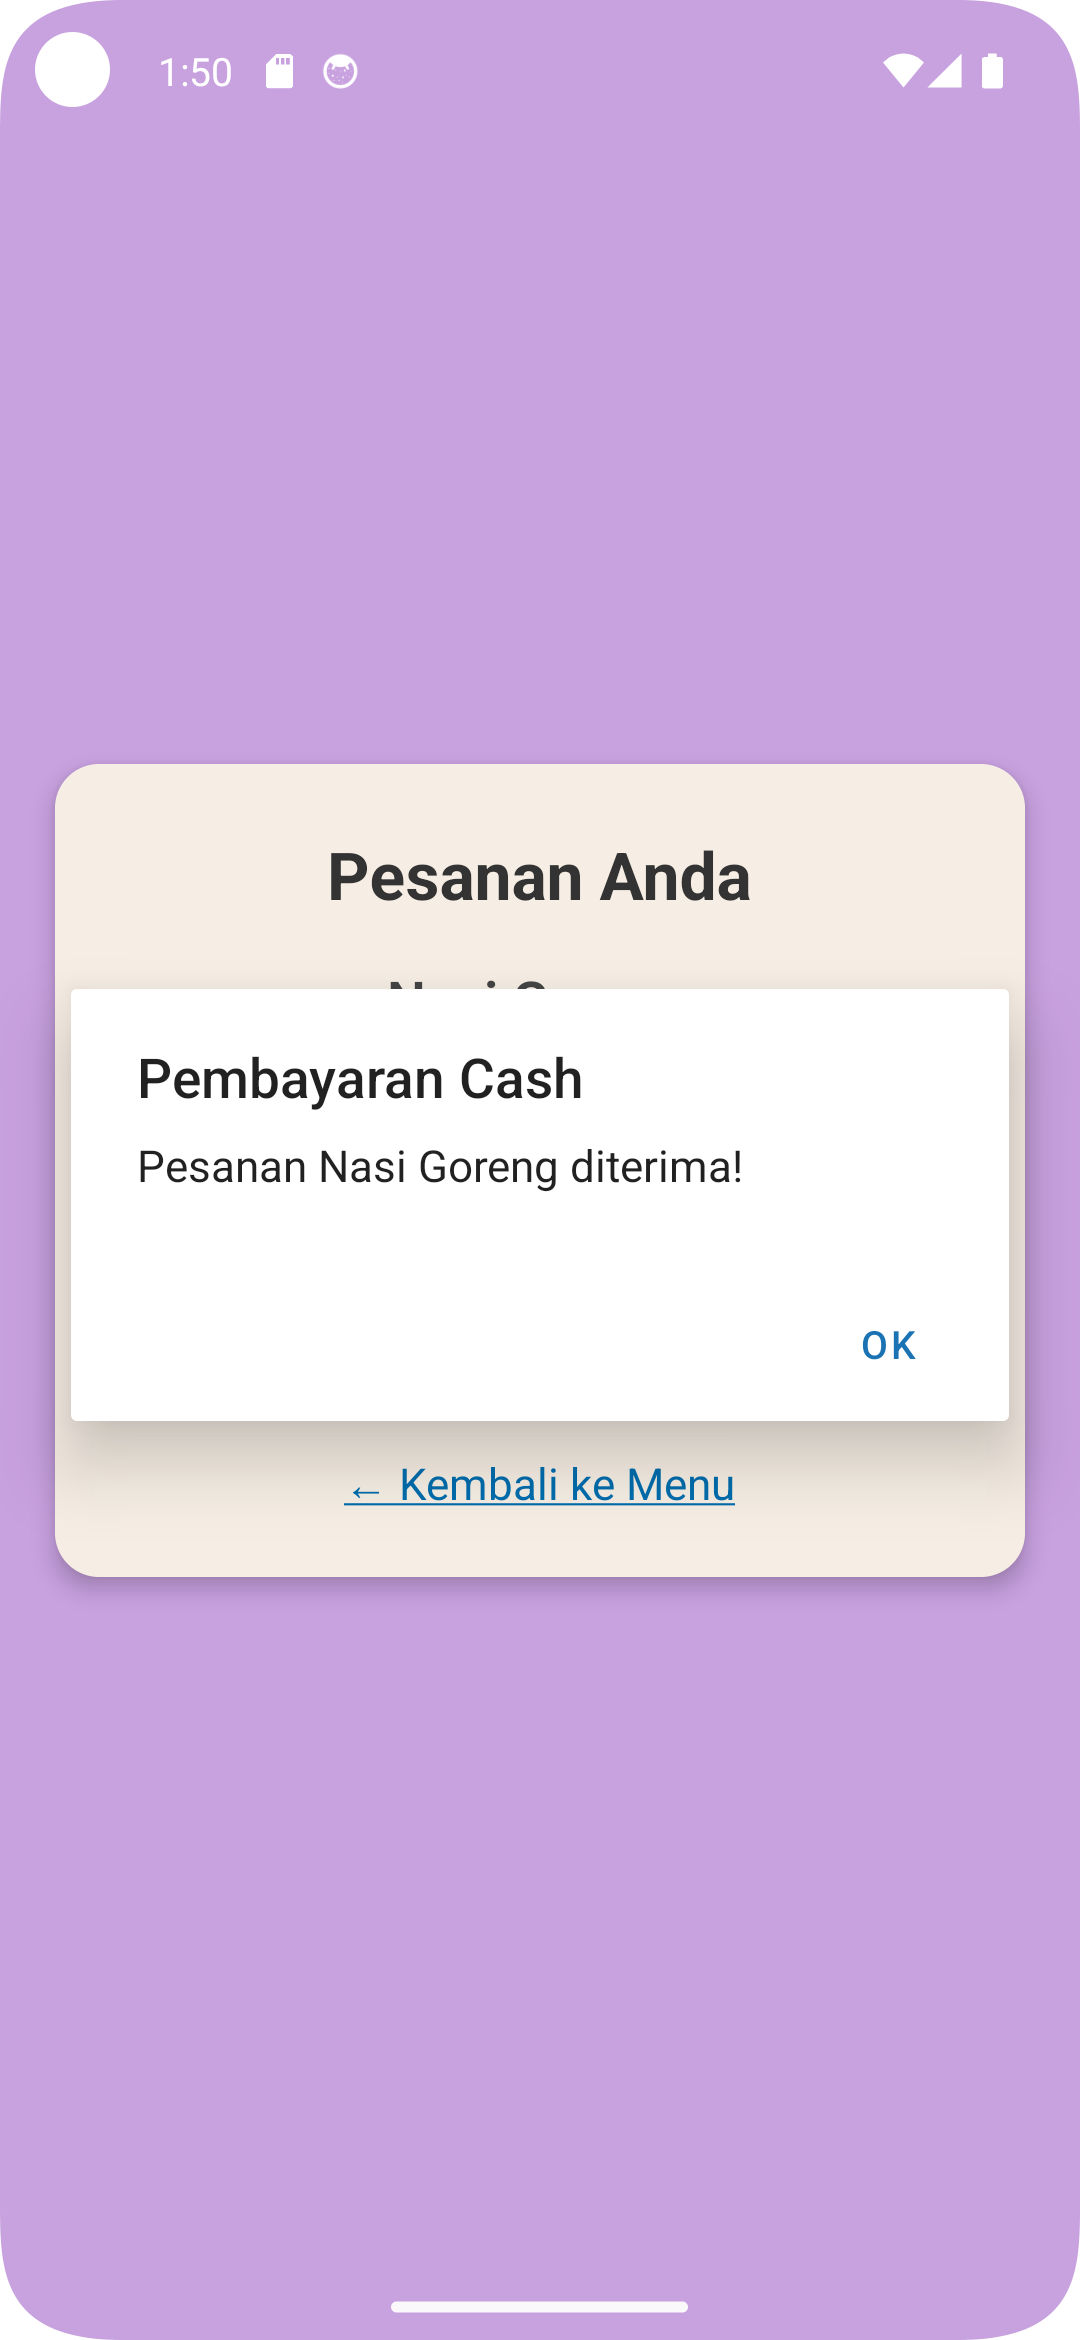 1:50
Pesanan Anda
Pembayaran Cash
Pesanan Nasi Goreng diterima!
OK
← Kembali ke Menu